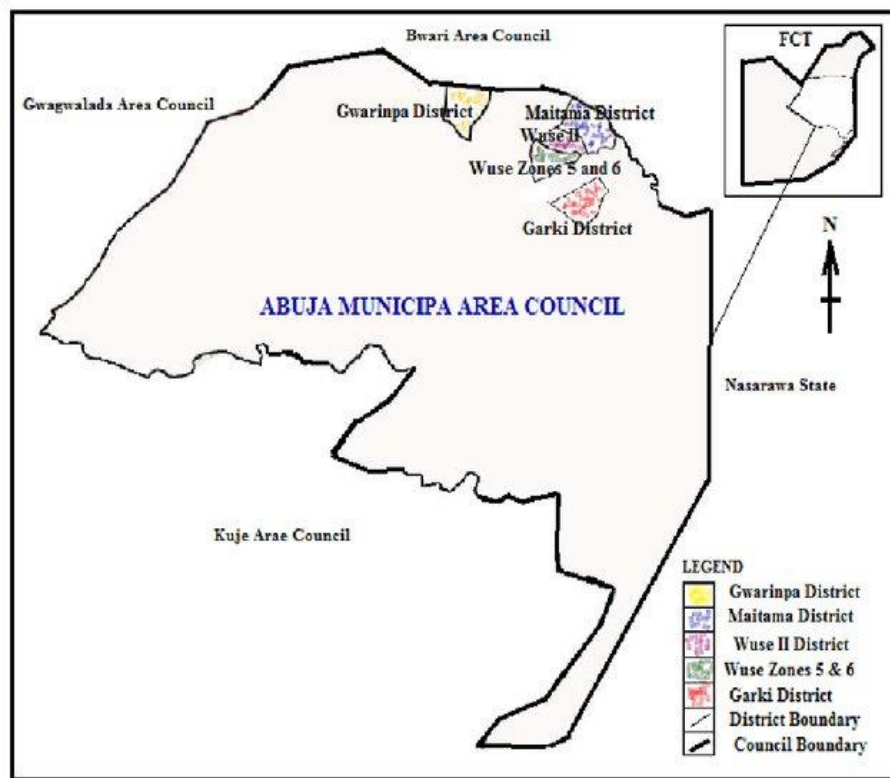 Bwari Area Council
FCT
Gwagwalada Area Council
Gwarinpa District
Maitama District
Wuse II
Wuse Zones 5 and 6
Garki District
N
ABUJA MUNICIPA AREA COUNCIL
Nasarawa State
Kuje Arae Council
LEGEND
Gwarinpa District
Maitama District
Wuse II District
Wuse Zones 5 & 6
Garki District
District Boundary
Council Boundary